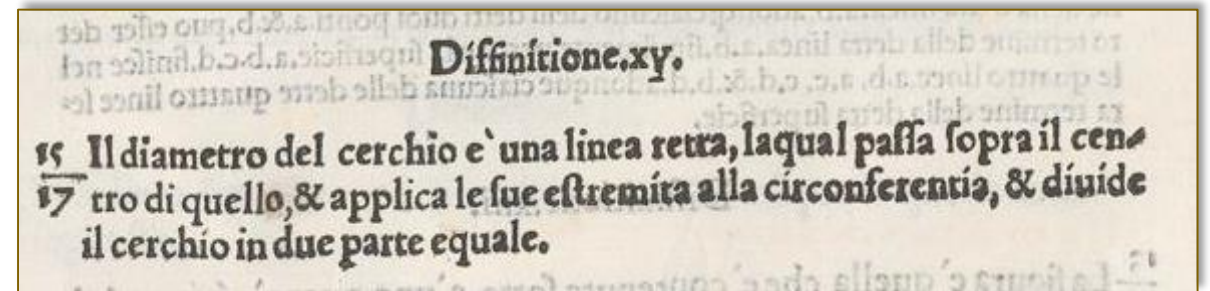 Diffinitione.xv.
15 Il diametro del cerchio e` una linea retta, laqual paſſa ſopra il cen-
17 tro di quello,& applica le ſue eſtremita alla circonferentia, & diuide
il cerchio in due parte equale.